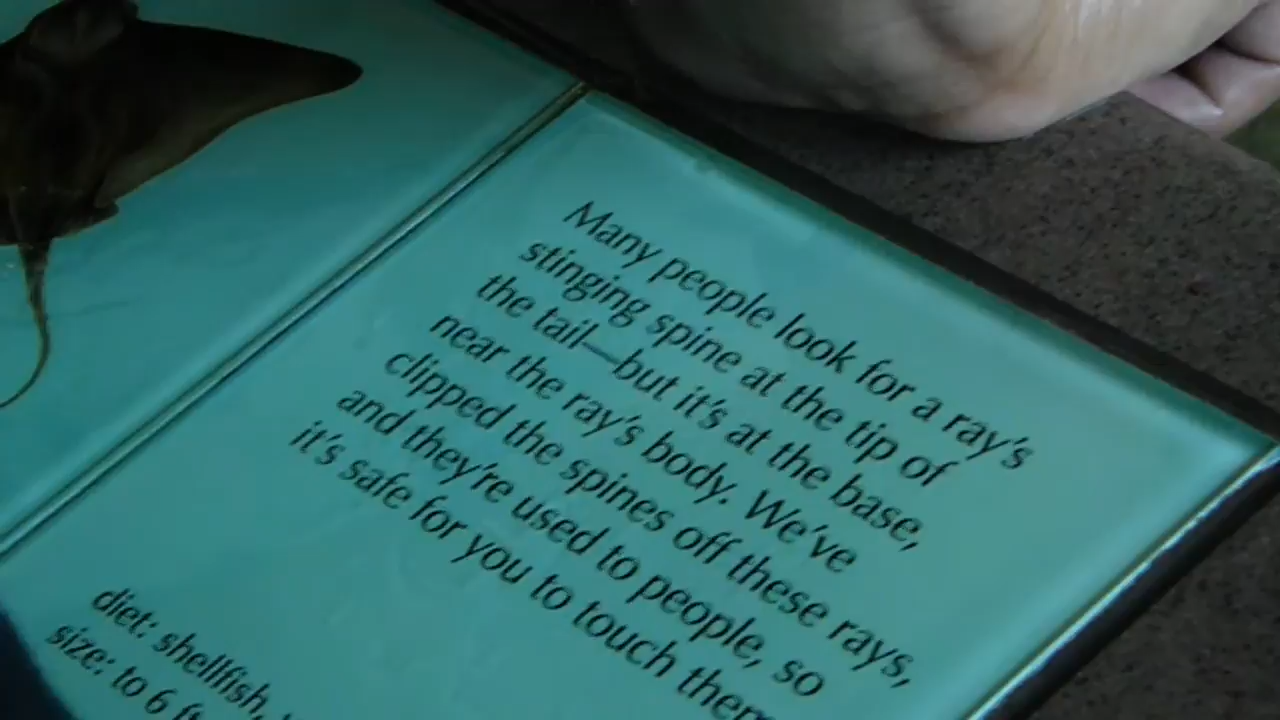 Many people look for a ray's
stinging spine at the tip of
the tail—but it's at the base,
near the ray's body. We've
clipped the spines off these rays,
and they're used to people, so
it's safe for you to touch them
diet: shellfish,
size: to 6